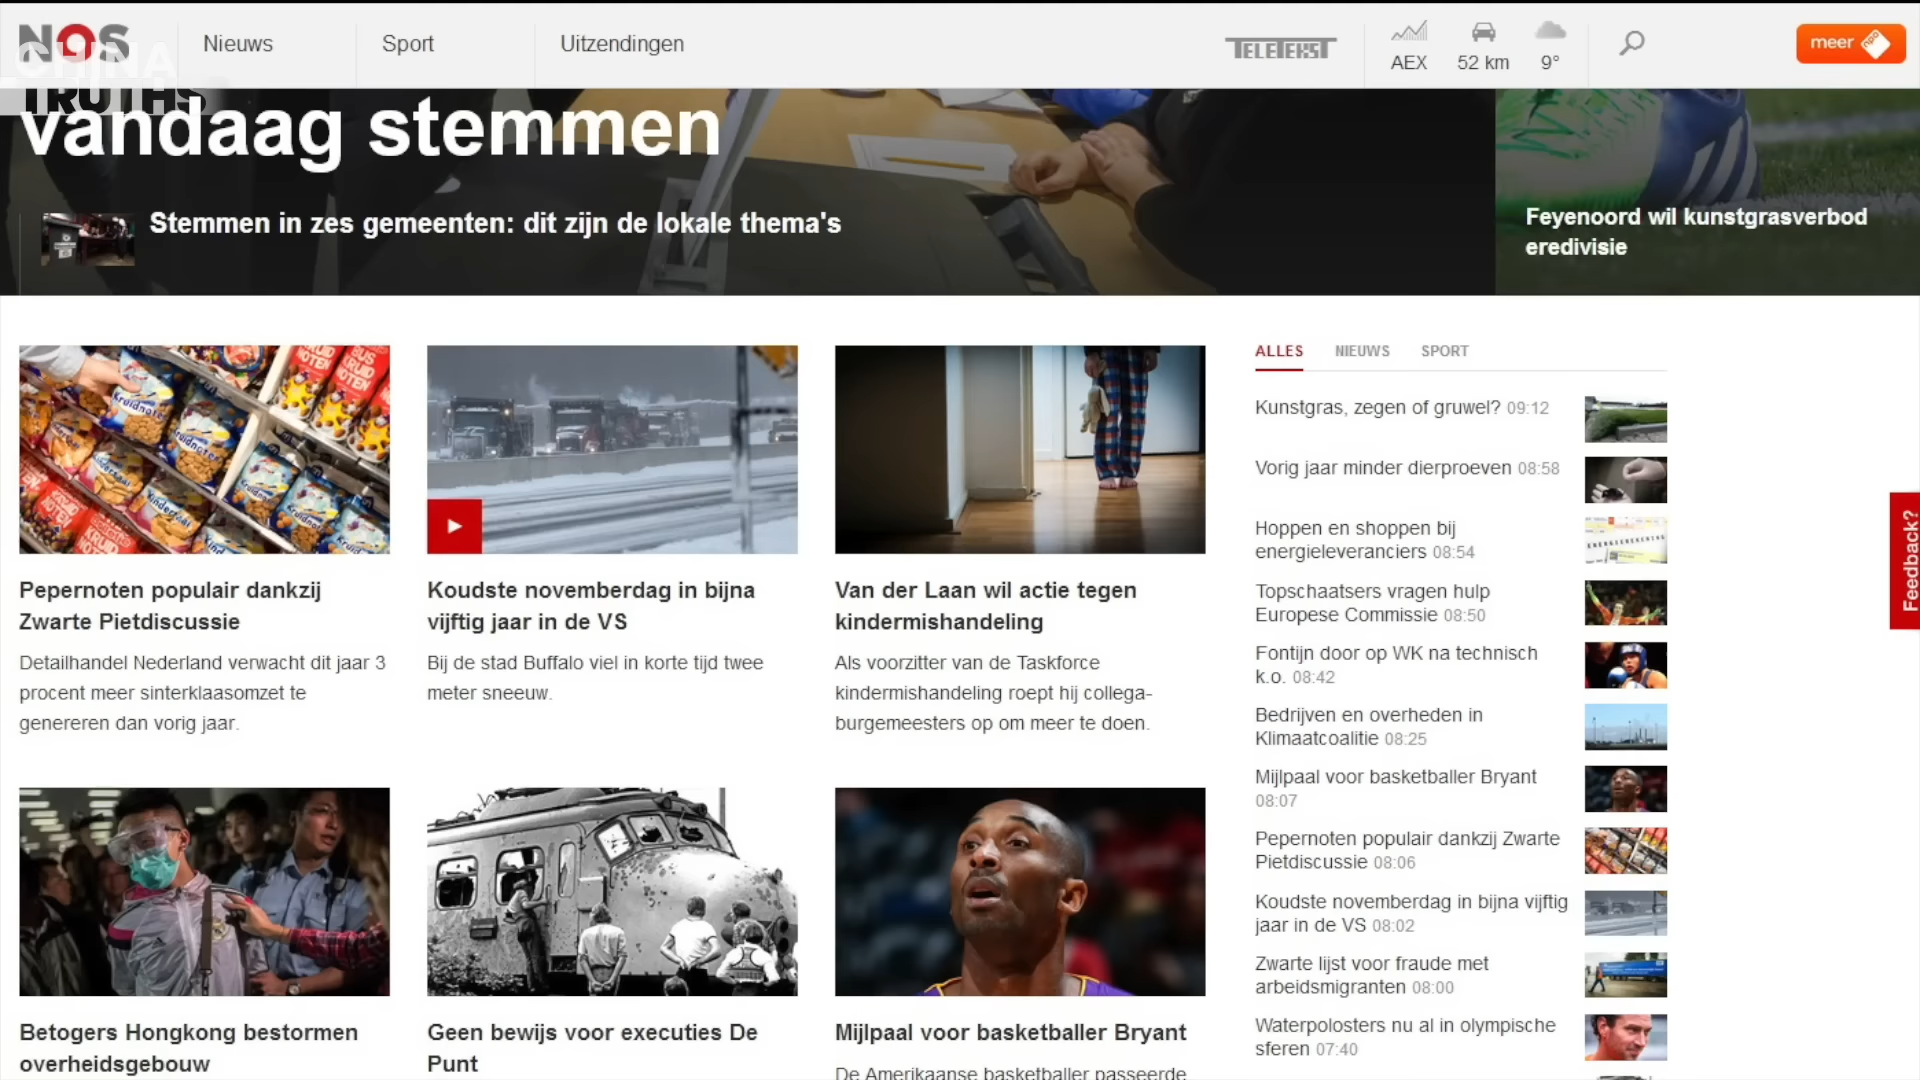 NOS
Nieuws
Sport
Uitzendingen
TELETEKST
AEX
52 km
9°
meer
CHINA
TRUTHS
vandaag stemmen
Stemmen in zes gemeenten: dit zijn de lokale thema's
Feyenoord wil kunstgrasverbod
eredivisie
Pepernoten populair dankzij
Zwarte Pietdiscussie
Detailhandel Nederland verwacht dit jaar 3
procent meer sinterklaasomzet te
genereren dan vorig jaar.
Koudste novemberdag in bijna
vijftig jaar in de VS
Bij de stad Buffalo viel in korte tijd twee
meter sneeuw.
Van der Laan wil actie tegen
kindermishandeling
Als voorzitter van de Taskforce
kindermishandeling roept hij collega-
burgemeesters op om meer te doen.
Betogers Hongkong bestormen
overheidsgebouw
Geen bewijs voor executies De
Punt
Mijlpaal voor basketballer Bryant
De Amerikaanse basketballer passeerde
ALLES NIEUWS SPORT
Kunstgras, zegen of gruwel? 09:12
Vorig jaar minder dierproeven 08:58
Hoppen en shoppen bij
energieleveranciers 08:54
Topschaatsers vragen hulp
Europese Commissie 08:50
Fontijn door op WK na technisch
k.o. 08:42
Bedrijven en overheden in
Klimaatcoalitie 08:25
Mijlpaal voor basketballer Bryant
08:07
Pepernoten populair dankzij Zwarte
Pietdiscussie 08:06
Koudste novemberdag in bijna vijftig
jaar in de VS 08:02
Zwarte lijst voor fraude met
arbeidsmigranten 08:00
Waterpolosters nu al in olympische
sferen 07:40
Feedback?